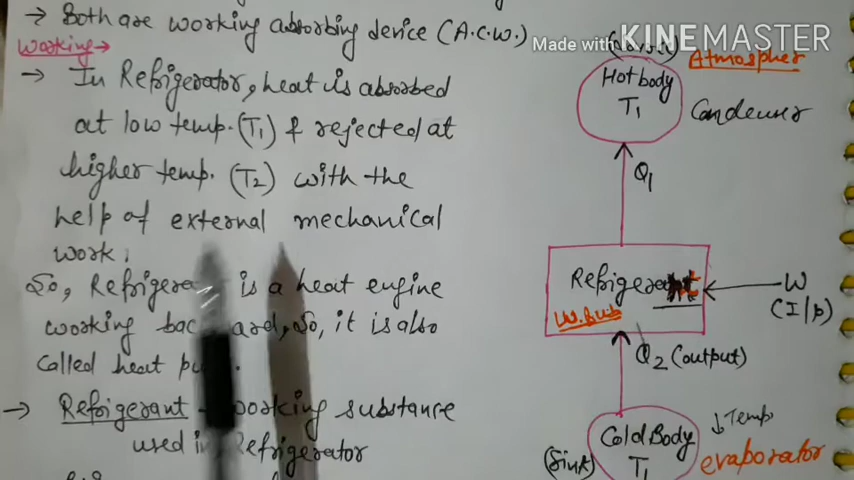 → Both are working absorbing device (A.C.W.)
Working →
→ In Refrigerator, heat is absorbed
at low temp. (T1) & rejected at
higher temp. (T2) with the
help of external mechanical
work.
So, Refrigera is a heat engine
working bac ard, So, it is also
called heat p
→ Refrigerant - working substance
used in Refrigerator
Made with KINEMASTER
Atmospher
Hot body
T1
Condenser
Q1
Refrigerant
W.Sub
W
(I/p)
Q2 (output)
Cold Body
T1
(Sink)
↓Temp
evaporator